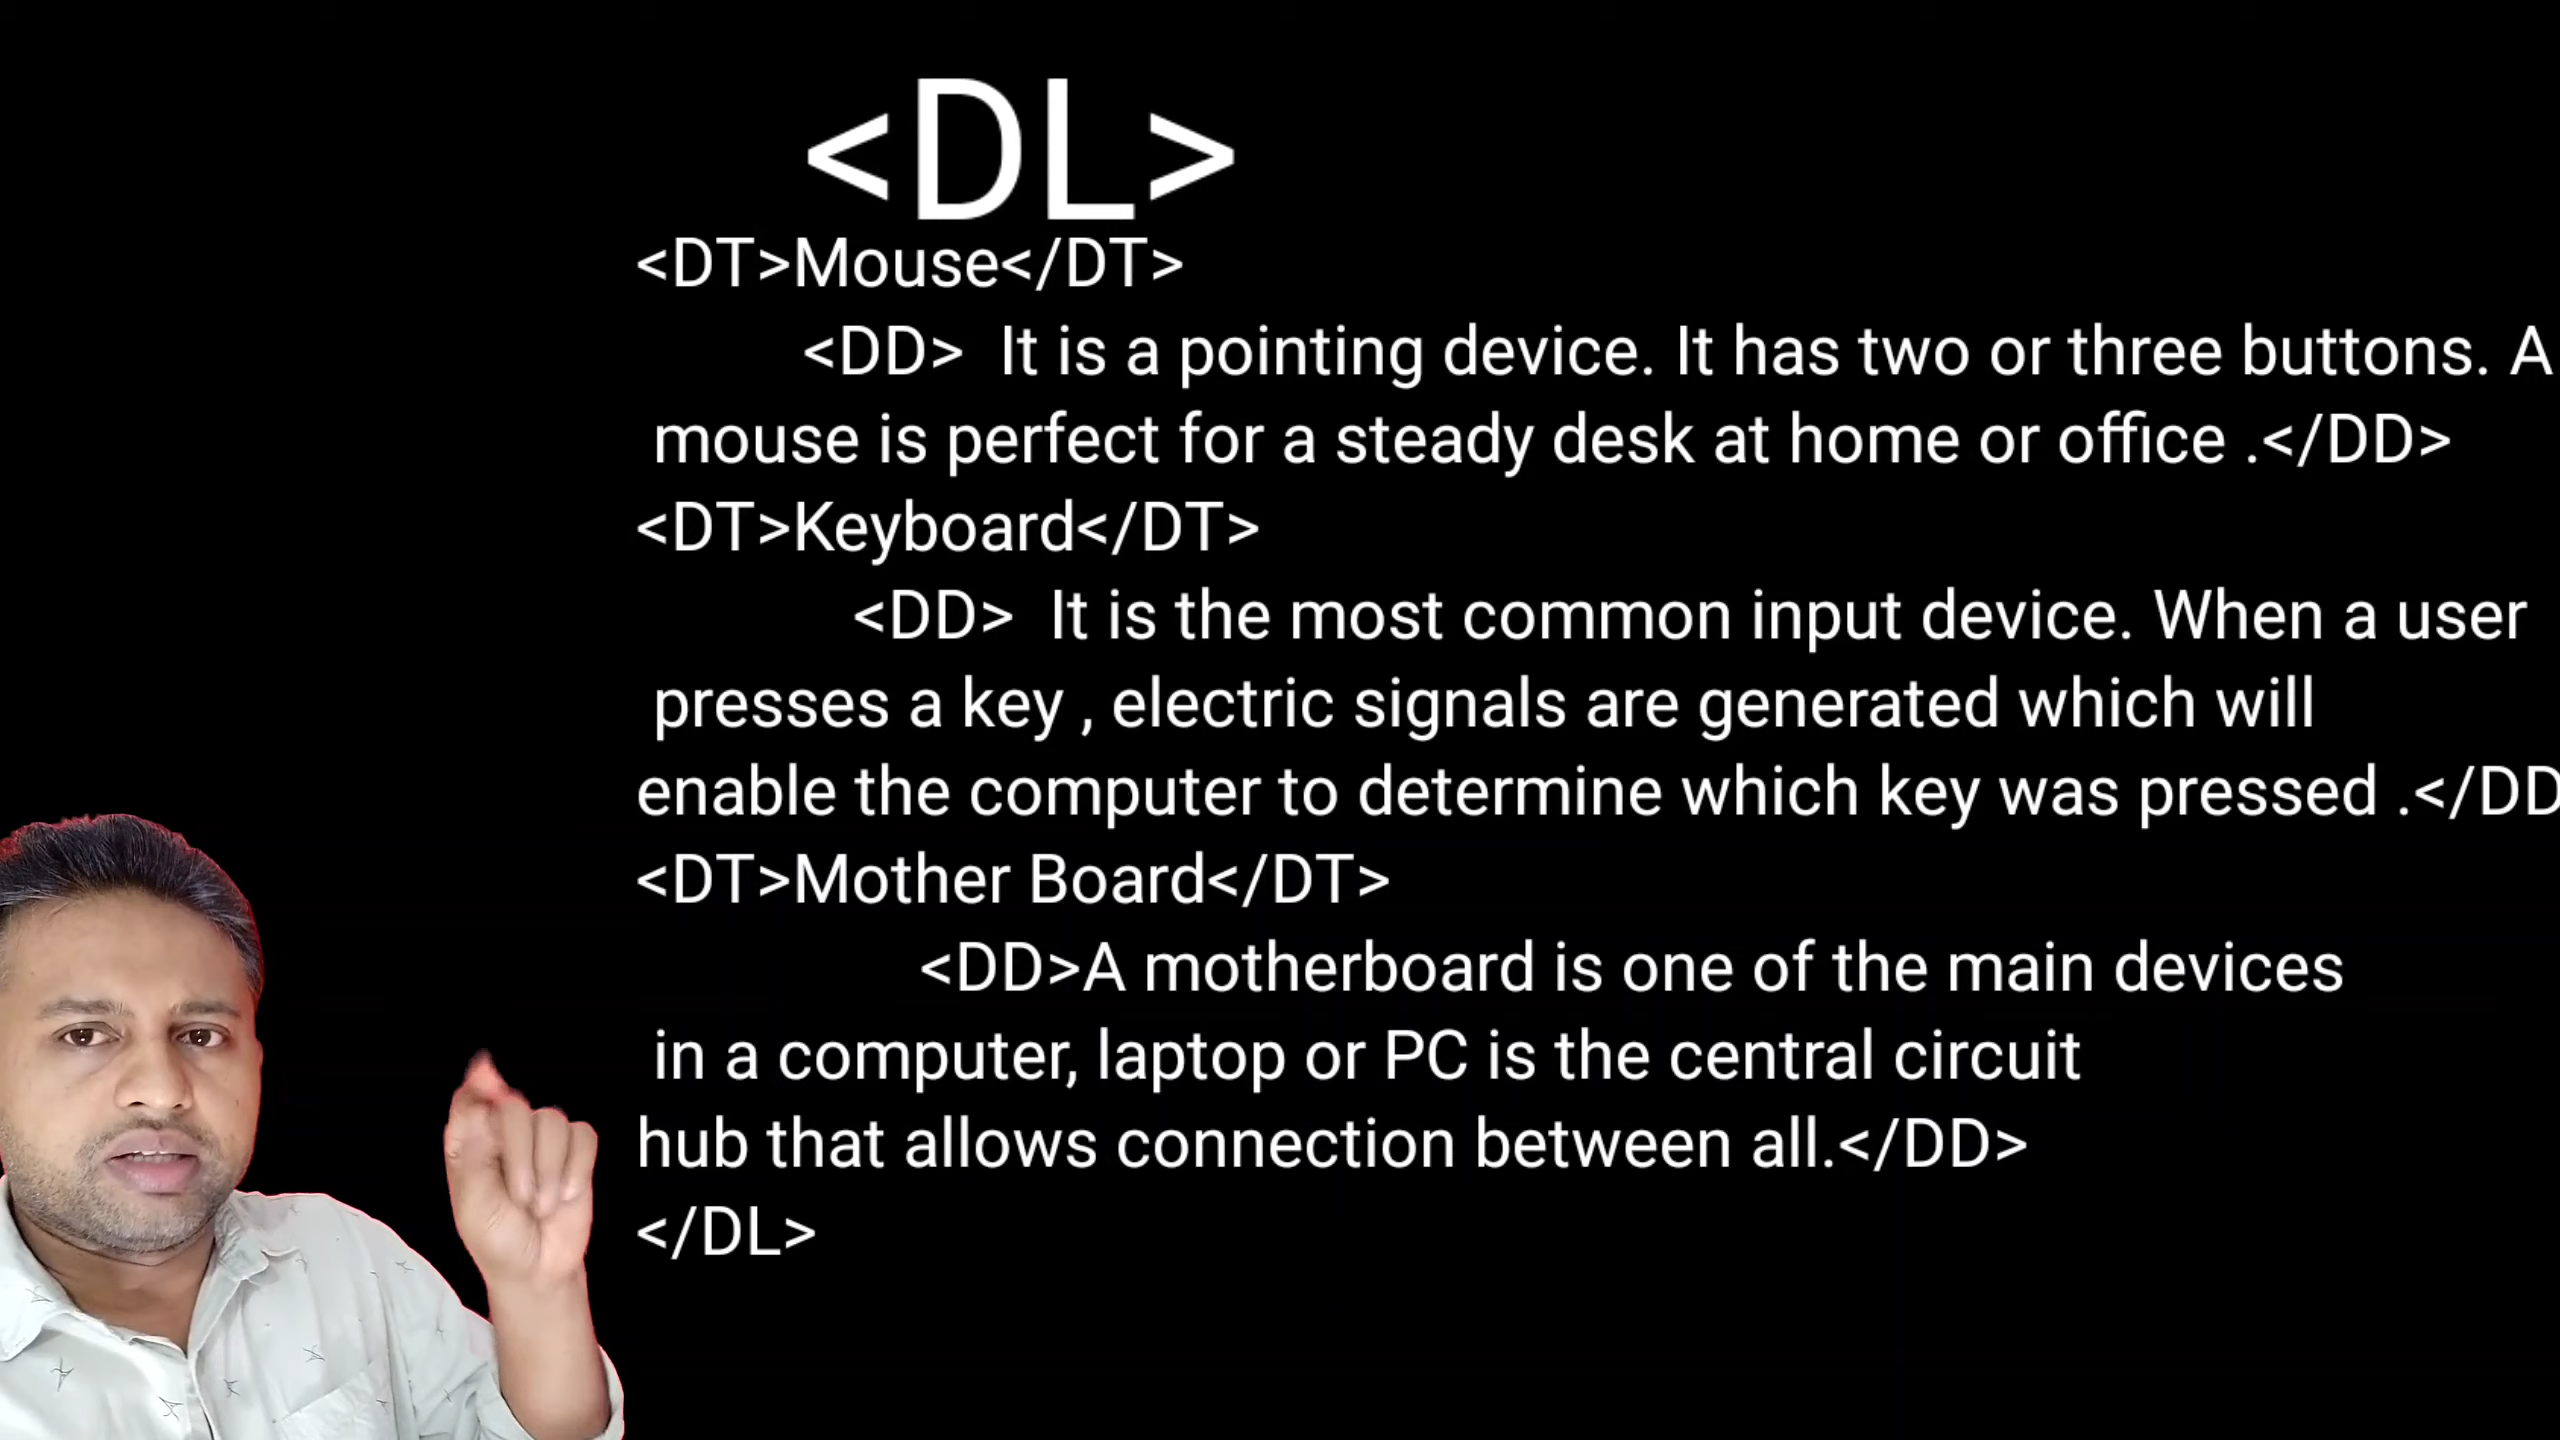 <DL>
<DT>Mouse</DT>
<DD> It is a pointing device. It has two or three buttons. A
mouse is perfect for a steady desk at home or office .</DD>
<DT>Keyboard</DT>
<DD> It is the most common input device. When a user
presses a key , electric signals are generated which will
enable the computer to determine which key was pressed .</DD
<DT>Mother Board</DT>
<DD>A motherboard is one of the main devices
in a computer, laptop or PC is the central circuit
hub that allows connection between all.</DD>
</DL>